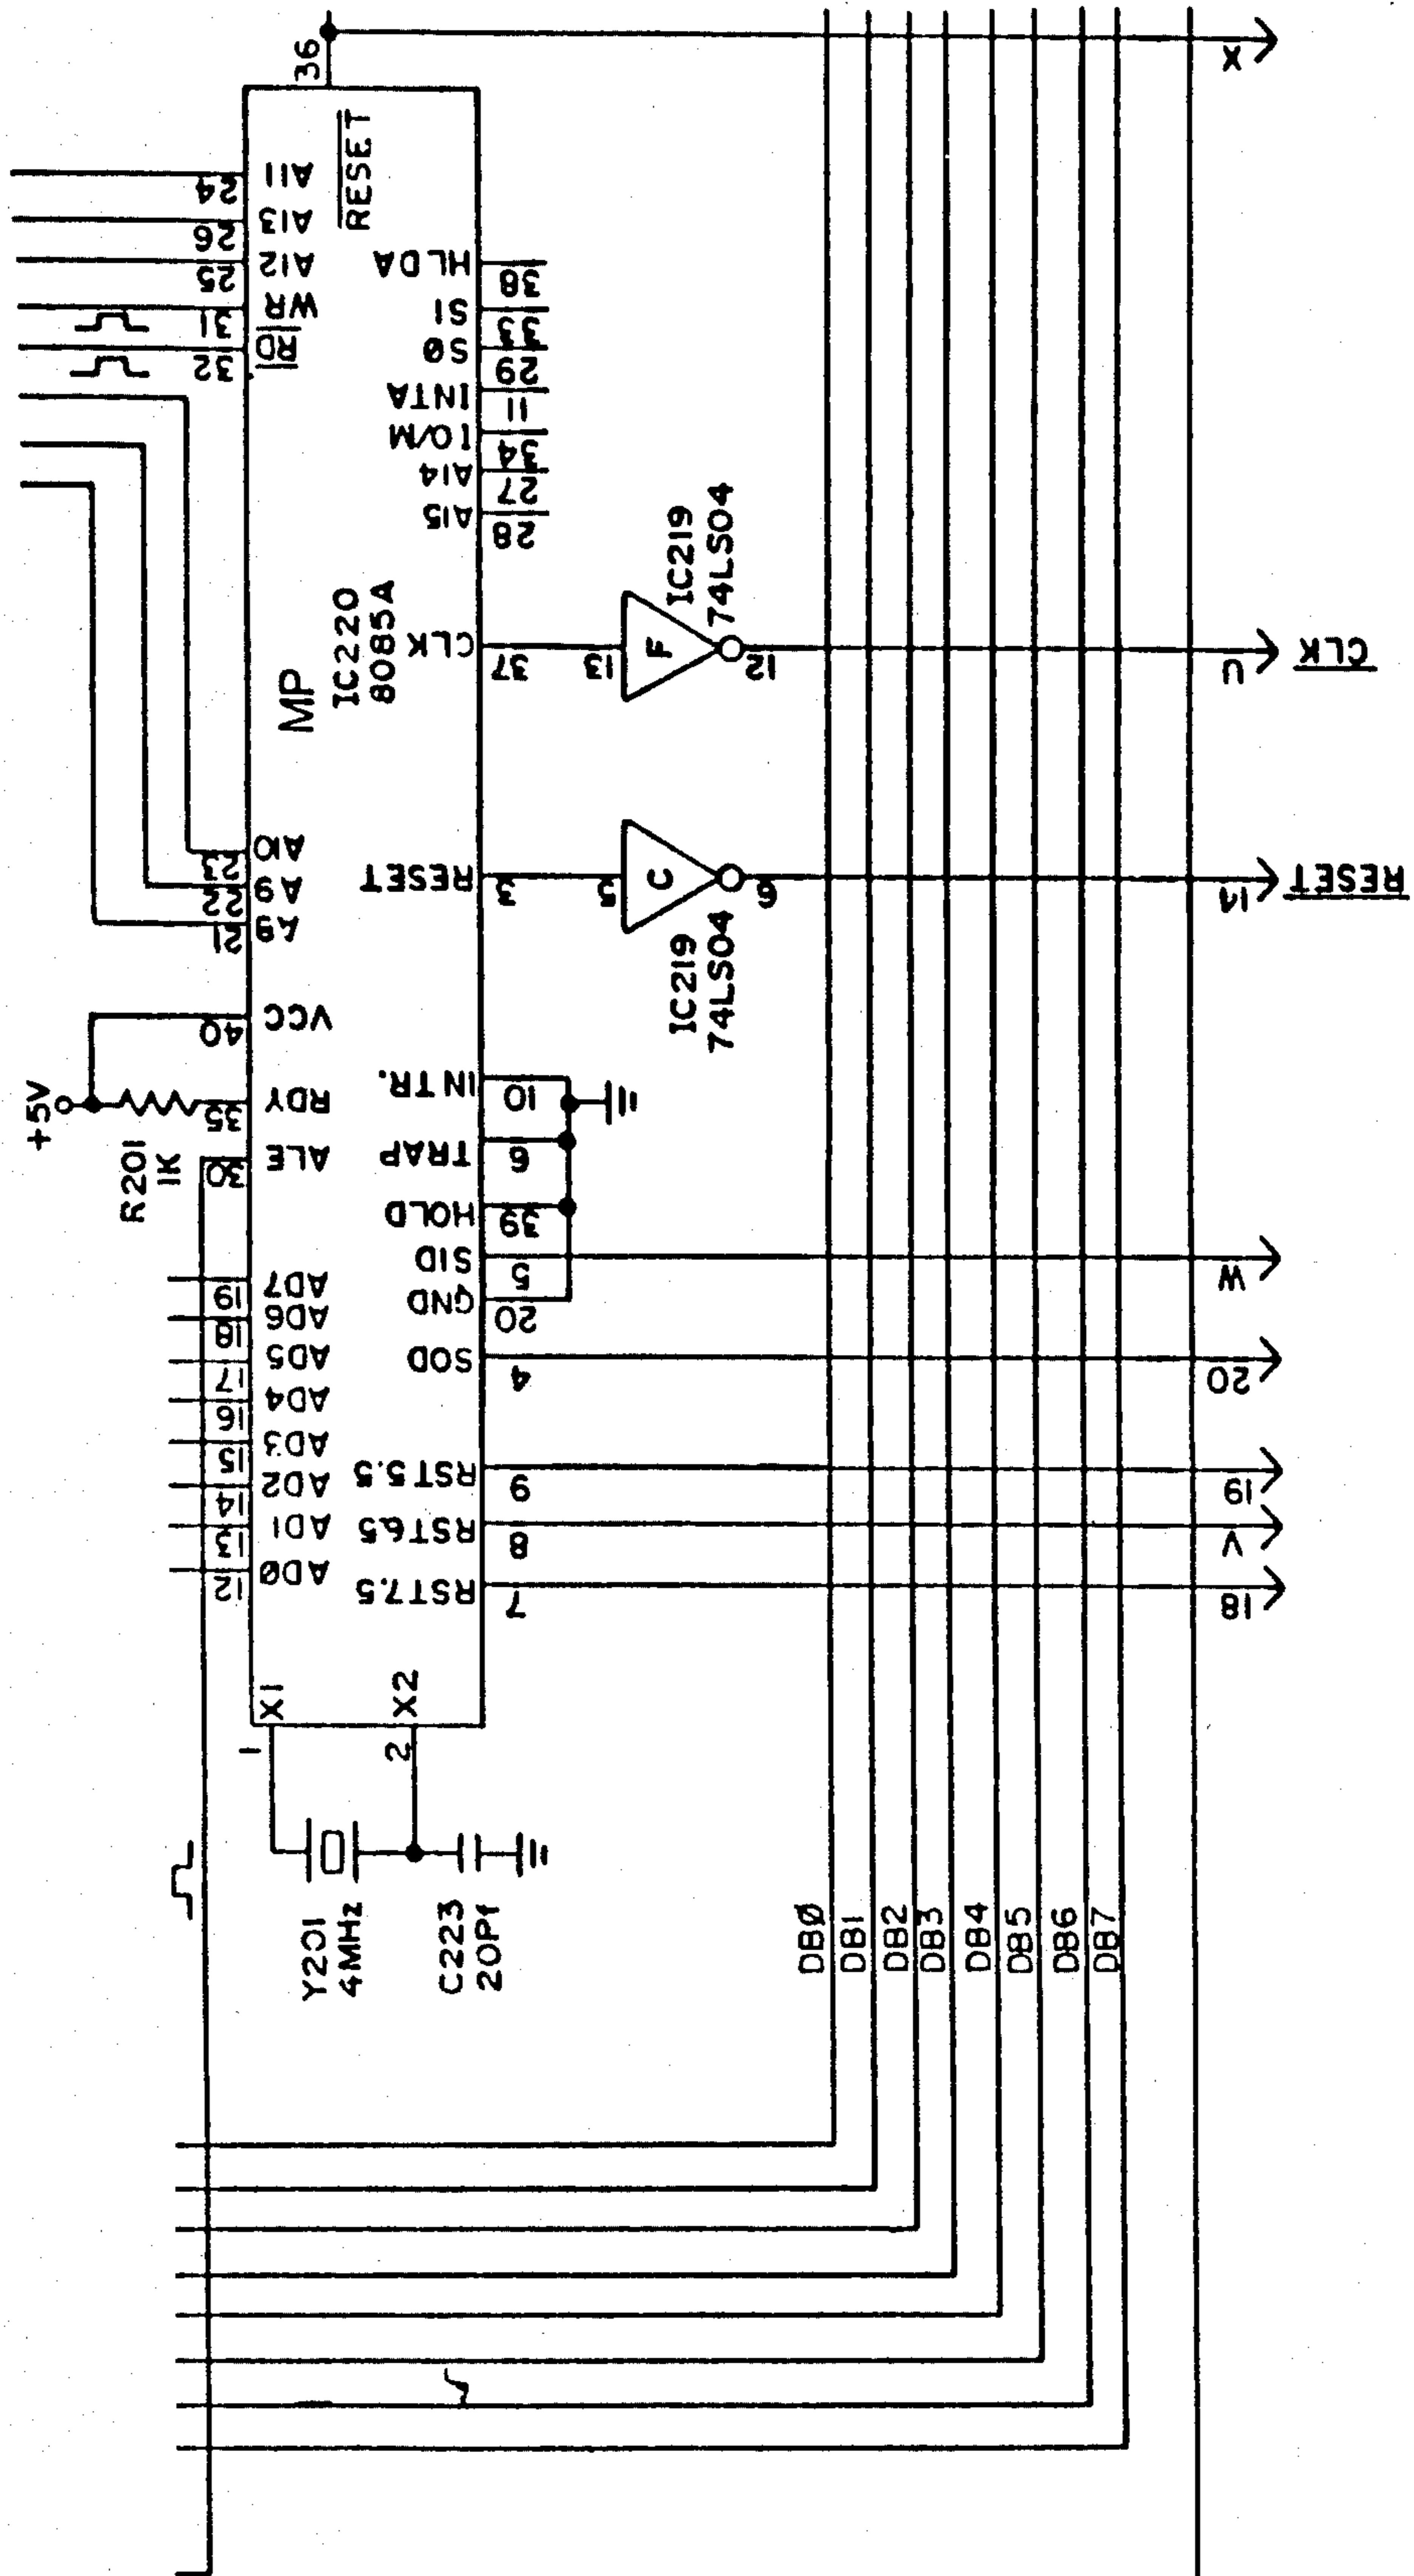 36
X
24 A11
RESET
26 A13
25 A12
31 WR
32 RD
HLDA 38
S1 33
S0 29
INTA 11
IO/M 34
A14 27
A15 28
MP
IC220
8085A
CLK 37
13 F 12
IC219
74LS04
U CLK
23 A10
22 A9
21 A8
RESET 3
5 C 6
IC219
74LS04
14 RESET
40 VCC
+5V
35 RDY
R201
1K
30 ALE
INTR. 10
TRAP 6
HOLD 39
SID 5
W
GND 20
SOD 4
20
19 AD7
18 AD6
17 AD5
16 AD4
15 AD3
14 AD2
13 AD1
12 AD0
RST5.5 9
19
RST6.5 8
V
RST7.5 7
18
X1
1
X2
2
Y201
4MHz
C223
20Pf
DBØ
DB1
DB2
DB3
DB4
DB5
DB6
DB7